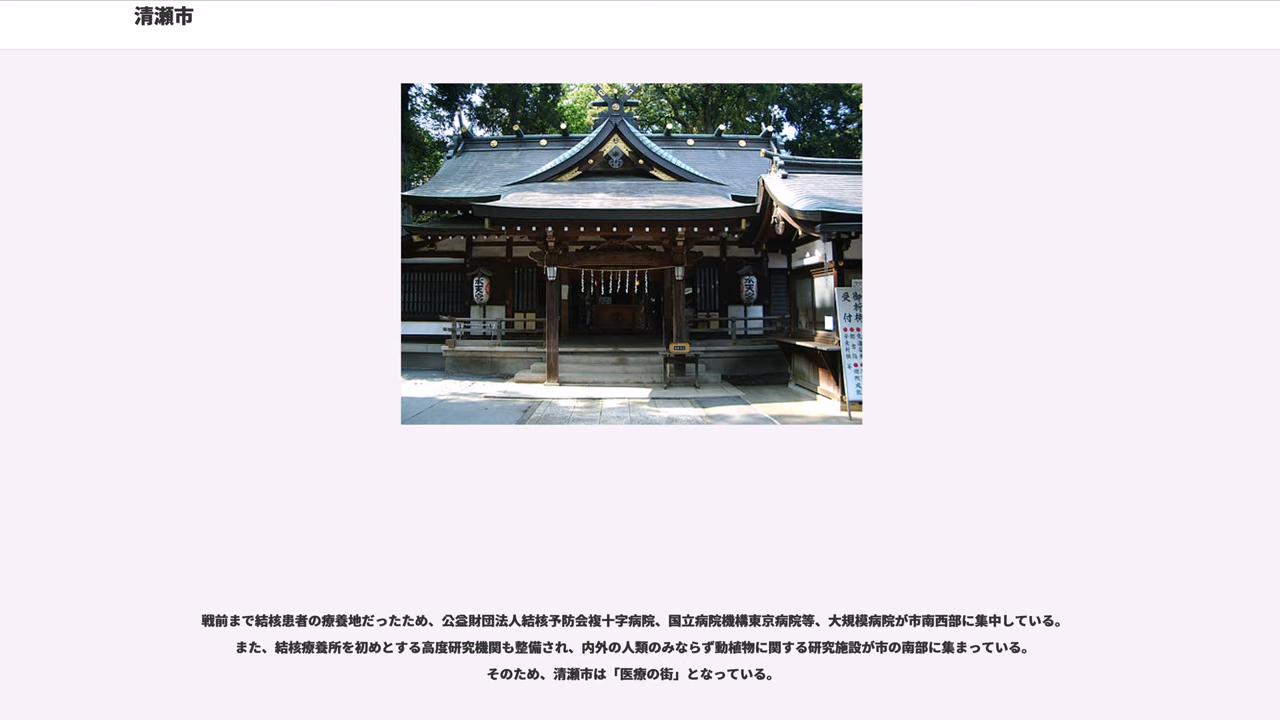 清瀬市
受付
戦前まで結核患者の療養地だったため、公益財団法人結核予防会複十字病院、国立病院機構東京病院等、大規模病院が市南西部に集中している。
また、結核療養所を初めとする高度研究機関も整備され、内外の人類のみならず動植物に関する研究施設が市の南部に集まっている。
そのため、清瀬市は「医療の街」となっている。